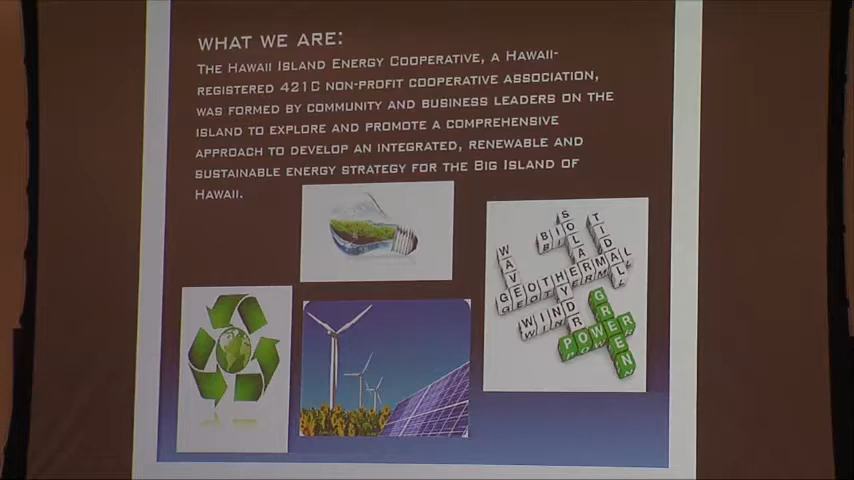 WHAT WE ARE:
THE HAWAII ISLAND ENERGY COOPERATIVE, A HAWAII-
REGISTERED 421C NON-PROFIT COOPERATIVE ASSOCIATION,
WAS FORMED BY COMMUNITY AND BUSINESS LEADERS ON THE
ISLAND TO EXPLORE AND PROMOTE A COMPREHENSIVE
APPROACH TO DEVELOP AN INTEGRATED, RENEWABLE AND
SUSTAINABLE ENERGY STRATEGY FOR THE BIG ISLAND OF
HAWAII.
BIO
SOLAR
TIDAL
WAVE
GEOTHERMAL
HYDRO
WIND
POWER
GREEN